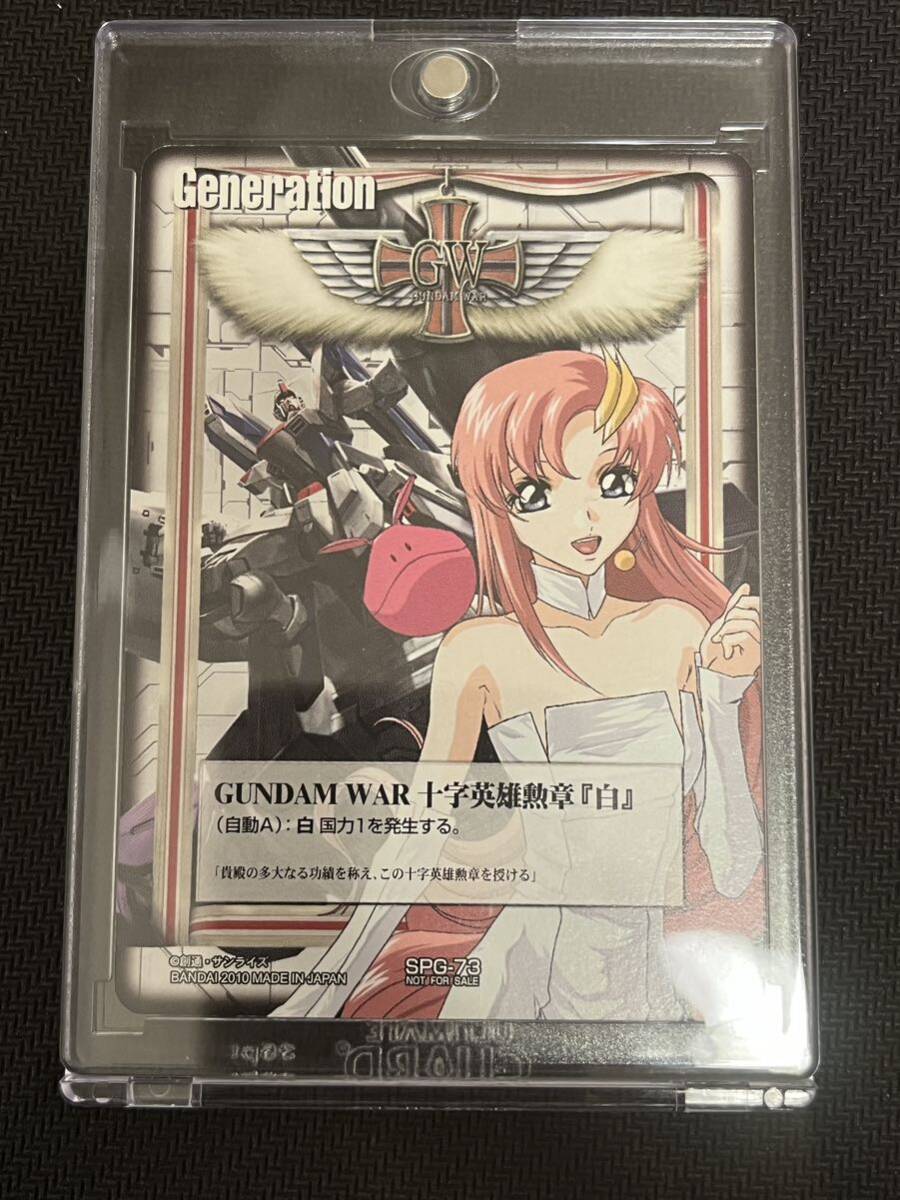 Generation
GW
GUNDAM WAR
GUNDAM WAR 十字英雄勲章『白』
(自動A):白 国力1を発生する。
「貴殿の多大なる功績を称え、この十字英雄勲章を授ける」
©創通・サンライズ
BANDAI 2010 MADE IN JAPAN
SPG-73
NOT FOR SALE